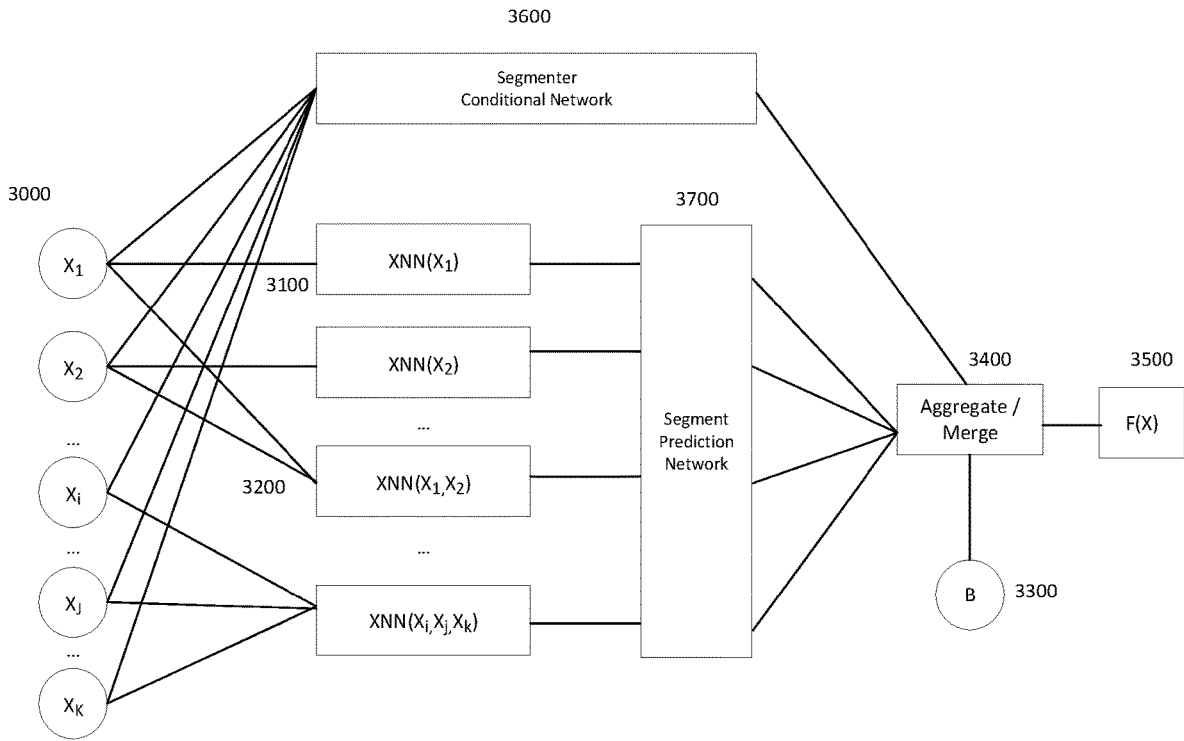 3600
Segmenter
Conditional Network
3000
3700
X1
XNN(X1)
3100
X2
XNN(X2)
3400
3500
...
...
Aggregate /
Merge
F(X)
Segment
Prediction
Network
3200
Xi
XNN(X1,X2)
...
...
XJ
XNN(Xi,Xj,Xk)
B
3300
...
XK